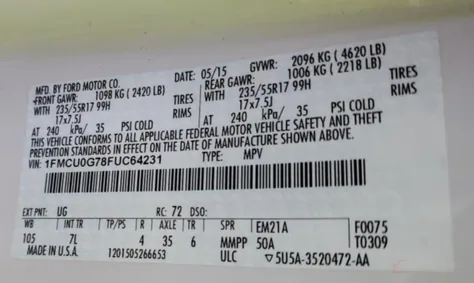 MFD. BY FORD MOTOR CO.
DATE: 05/15 GVWR: 2096 KG (4620 LB)
FRONT GAWR: 1098 KG (2420 LB) REAR GAWR: 1006 KG (2218 LB)
WITH 235/55R17 99H TIRES WITH 235/55R17 99H TIRES
17x7.5J RIMS 17x7.5J RIMS
AT 240 kPa/ 35 PSI COLD AT 240 kPa/ 35 PSI COLD
THIS VEHICLE CONFORMS TO ALL APPLICABLE FEDERAL MOTOR VEHICLE SAFETY AND THEFT
PREVENTION STANDARDS IN EFFECT ON THE DATE OF MANUFACTURE SHOWN ABOVE.
VIN: 1FMCU0G78FUC64231 TYPE: MPV
EXT PNT: UG RC: 72 DSO:
WB INT TR TP/PS R AXLE TR SPR EM21A F0075
105 7L 4 35 6 MMPP 50A T0309
MADE IN U.S.A. 1201505266653 ULC ▽5U5A-3520472-AA